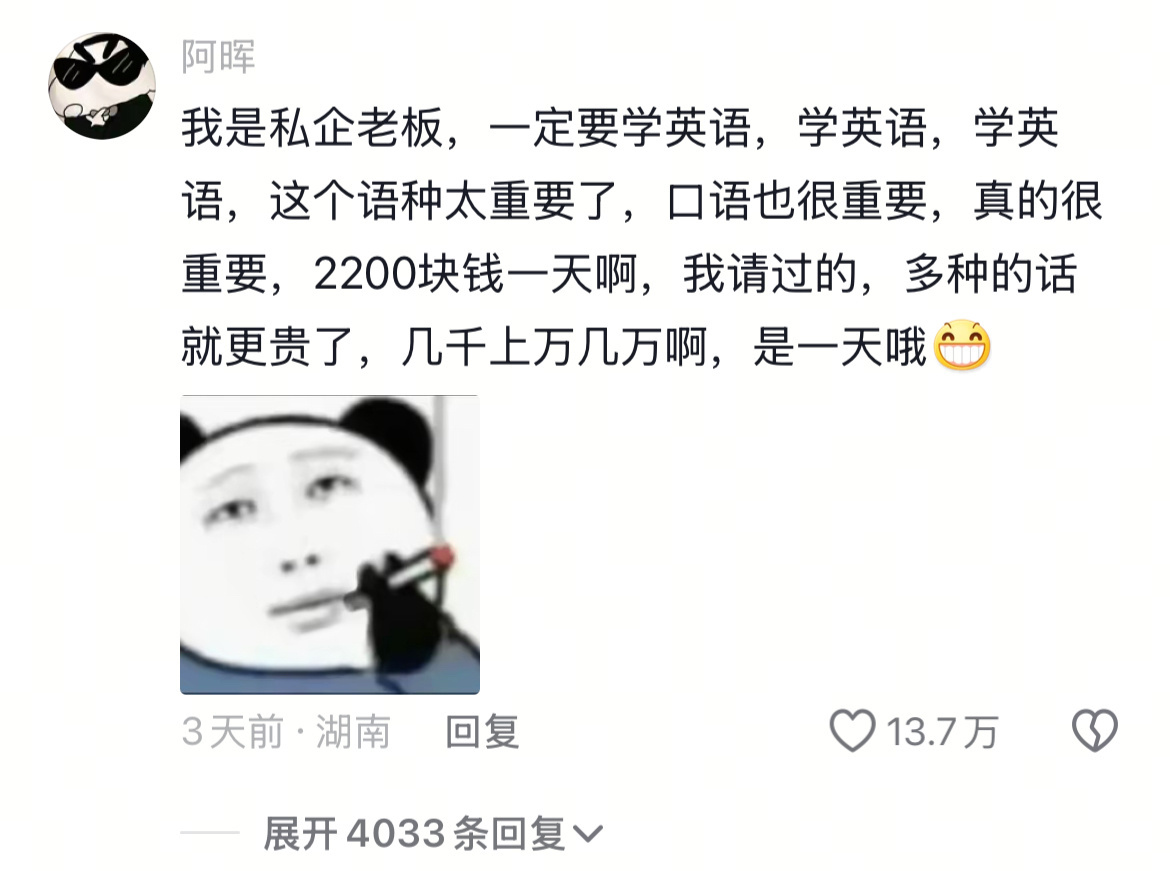 阿晖
我是私企老板，一定要学英语，学英语，学英
语，这个语种太重要了，口语也很重要，真的很
重要，2200块钱一天啊，我请过的，多种的话
就更贵了，几千上万几万啊，是一天哦😁
3天前 · 湖南 回复 13.7万
展开4033条回复